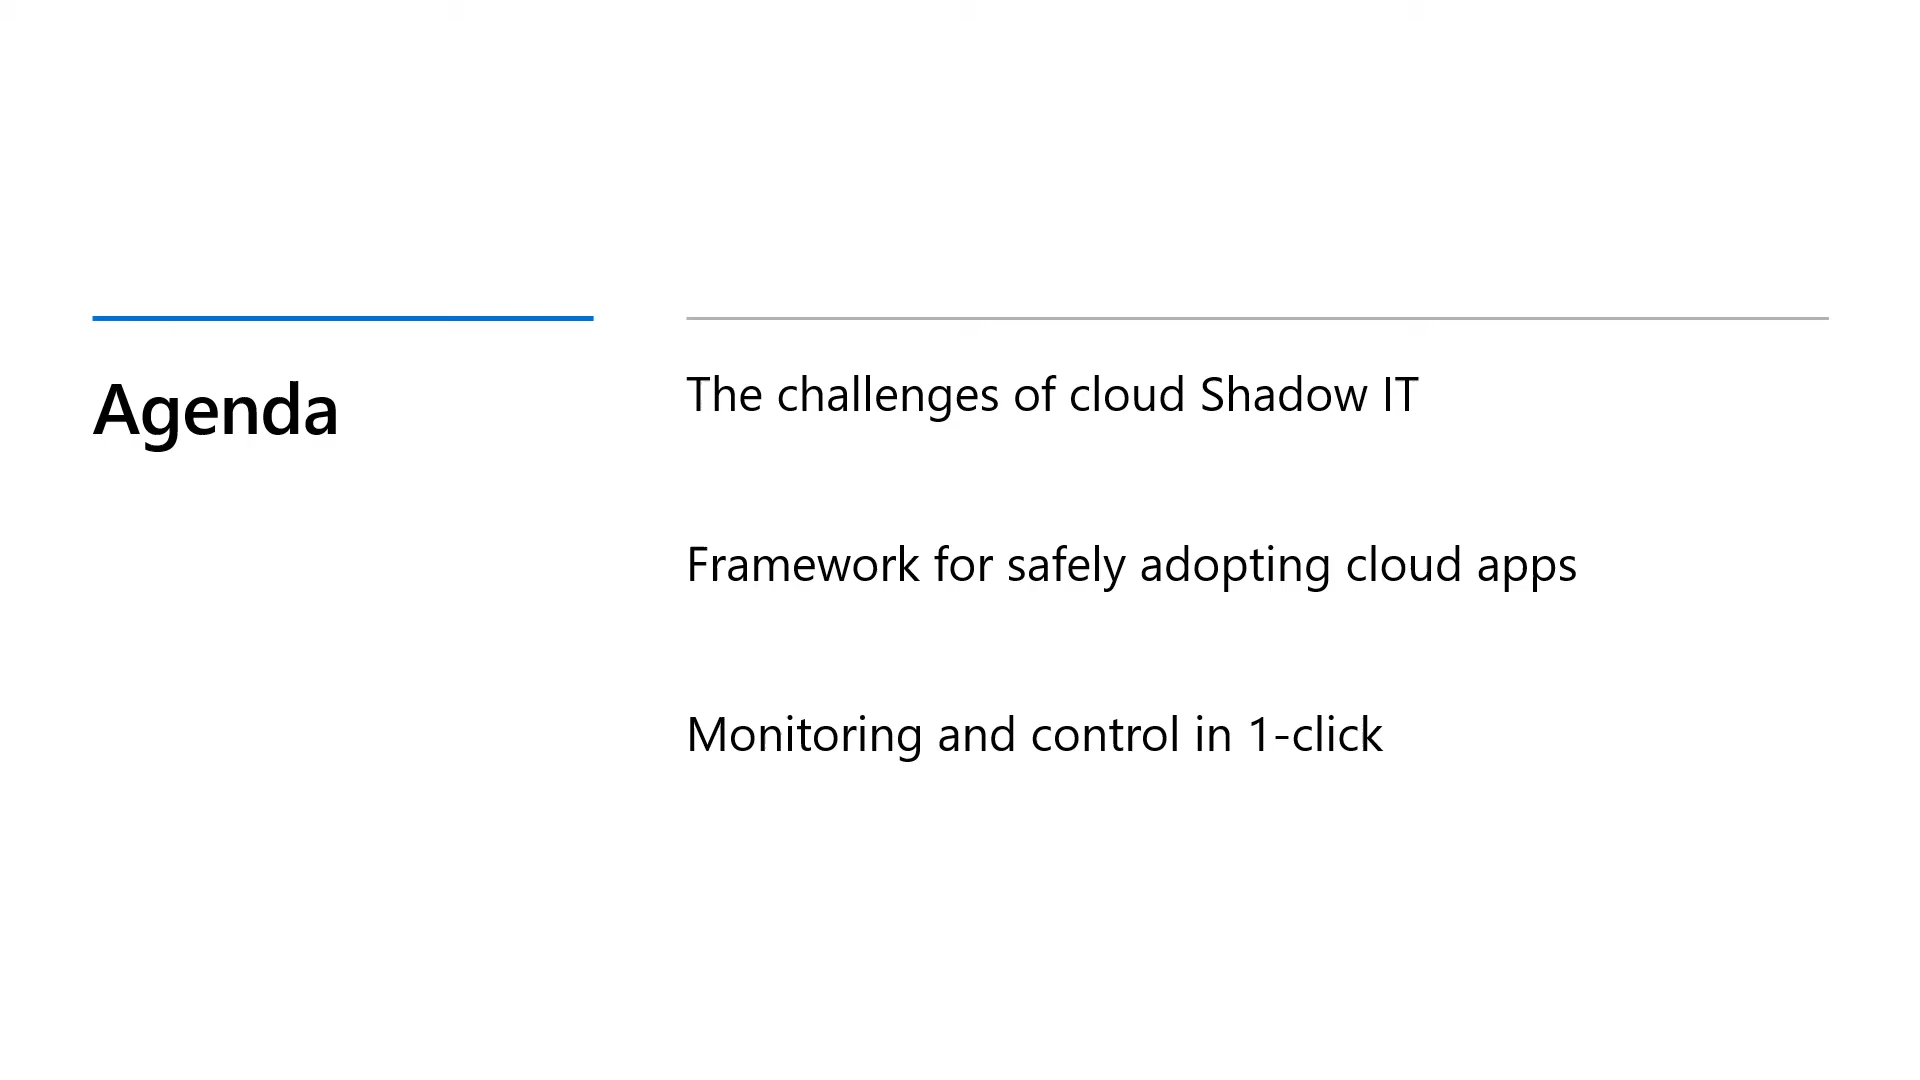 Agenda
The challenges of cloud Shadow IT
Framework for safely adopting cloud apps
Monitoring and control in 1-click